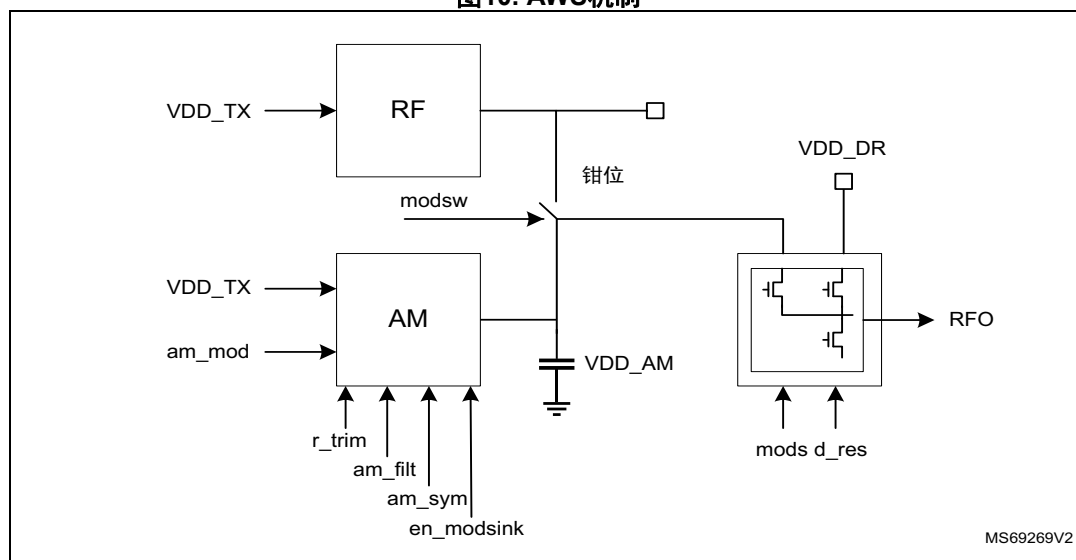 RF
VDD_TX
VDD_DR
钳位
modsw
VDD_TX
AM
RFO
am_mod
VDD_AM
r_trim
mods d_res
am_filt
am_sym
en_modsink
MS69269V2